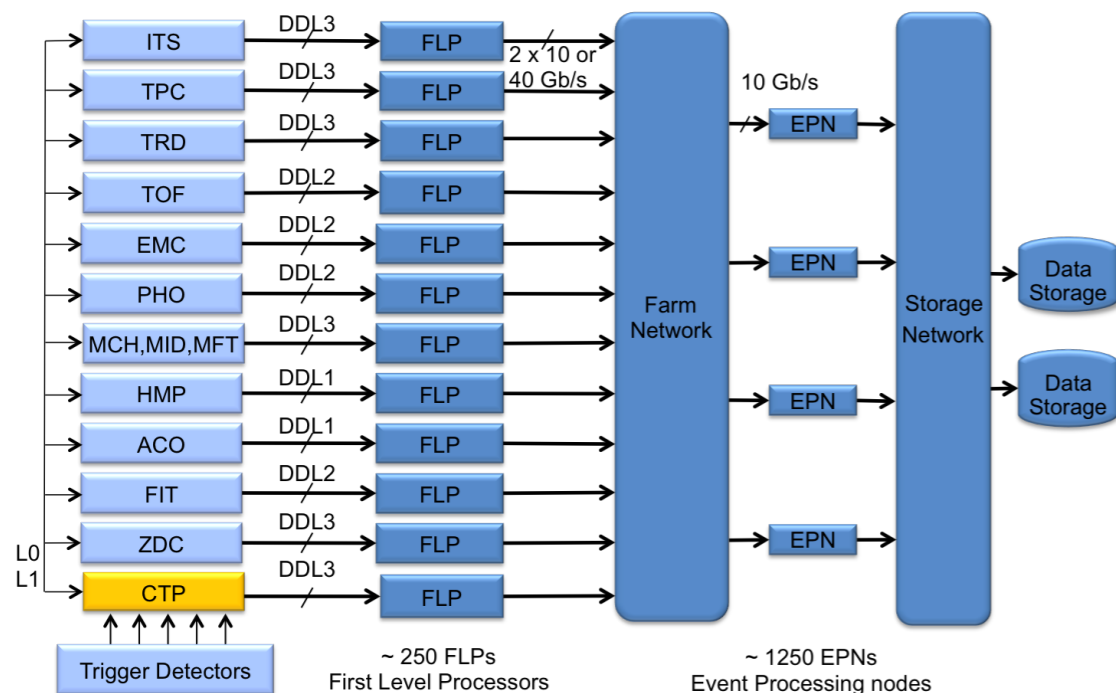 ITS DDL3 FLP
2 x 10 or
40 Gb/s
TPC DDL3 FLP
10 Gb/s
TRD DDL3 FLP
EPN
TOF DDL2 FLP
EMC DDL2 FLP
EPN
PHO DDL2 FLP
Farm
Network
Storage
Network
Data
Storage
MCH,MID,MFT DDL3 FLP
HMP DDL1 FLP
EPN
Data
Storage
ACO DDL1 FLP
FIT DDL2 FLP
ZDC DDL3 FLP
EPN
L0
L1
CTP DDL3 FLP
Trigger Detectors
~ 250 FLPs
First Level Processors
~ 1250 EPNs
Event Processing nodes